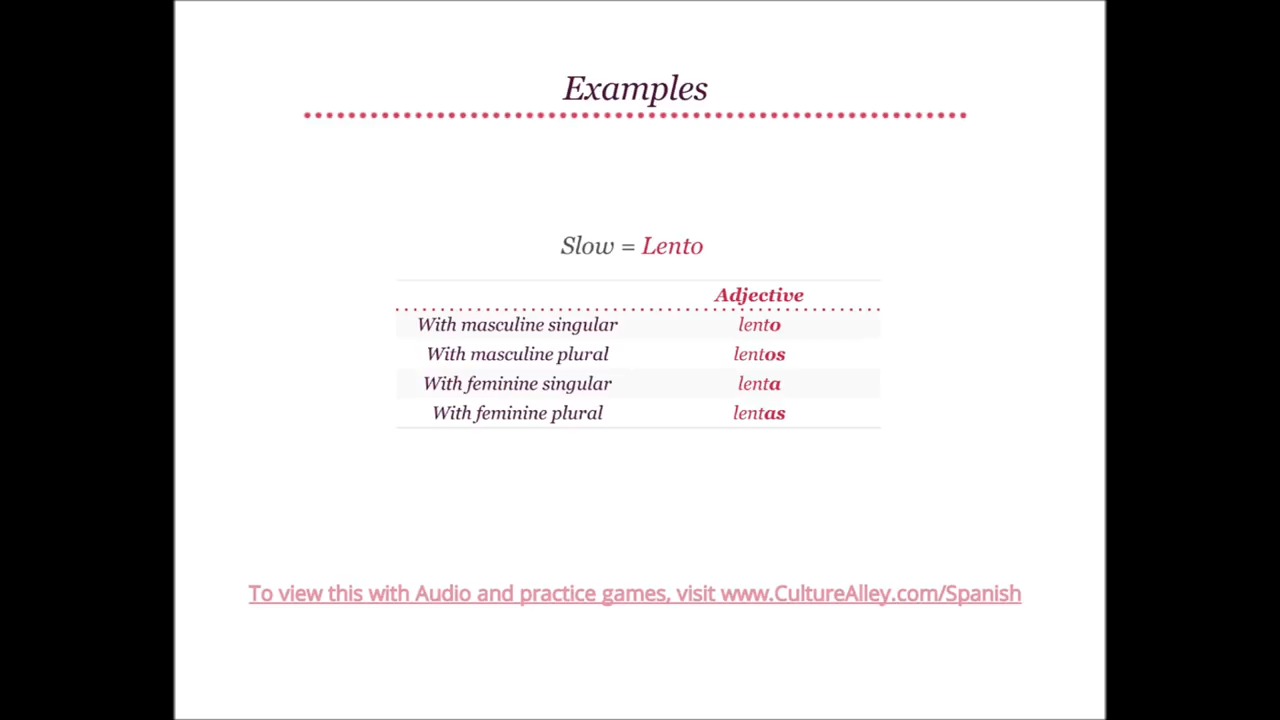 Examples
Slow = Lento
Adjective
With masculine singular lento
With masculine plural lentos
With feminine singular lenta
With feminine plural lentas
To view this with Audio and practice games, visit www.CultureAlley.com/Spanish